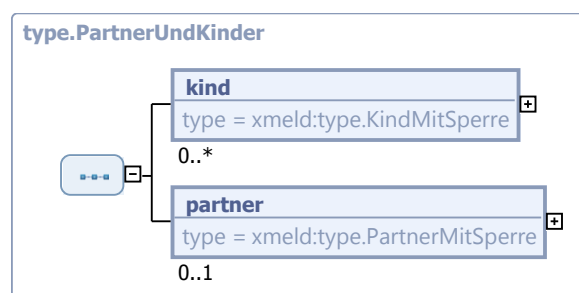 type.PartnerUndKinder
kind
type = xmeld:type.KindMitSperre
0..*
partner
type = xmeld:type.PartnerMitSperre
0..1